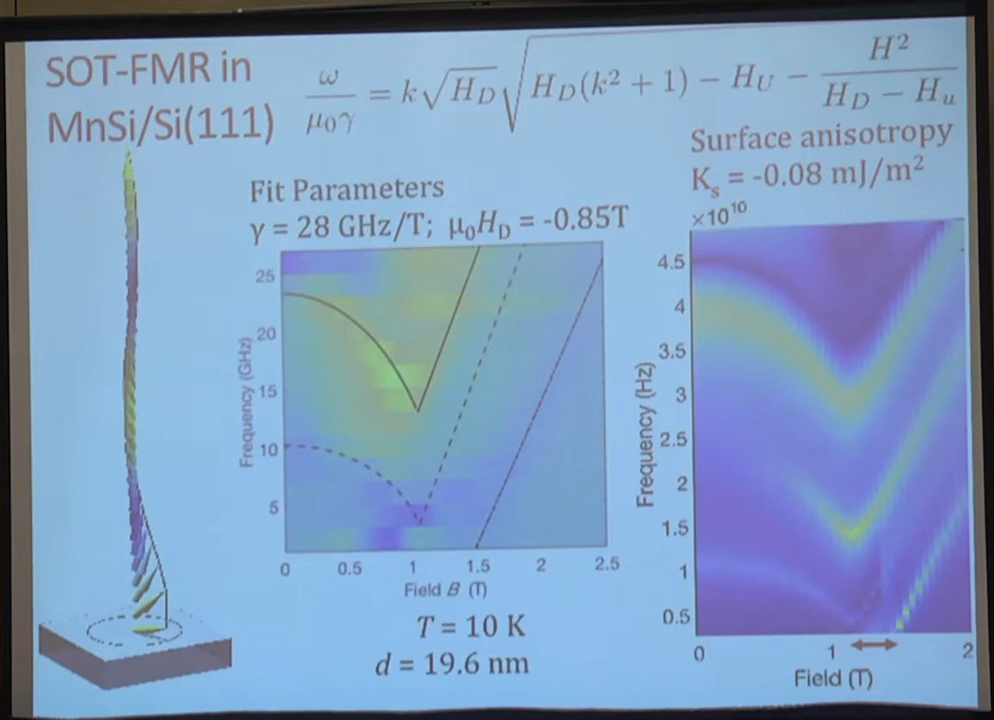 SOT-FMR in
MnSi/Si(111)
ω/μ₀γ = k√H_D √(H_D(k² + 1) − H_U − H²/(H_D − H_u))
Surface anisotropy
K_s = -0.08 mJ/m²
Fit Parameters
γ = 28 GHz/T; μ₀H_D = -0.85T
Frequency (GHz)
25
20
15
10
5
0 0.5 1 1.5 2 2.5
Field B (T)
T = 10 K
d = 19.6 nm
×10¹⁰
Frequency (Hz)
4.5
4
3.5
3
2.5
2
1.5
1
0.5
0 1 2
Field (T)